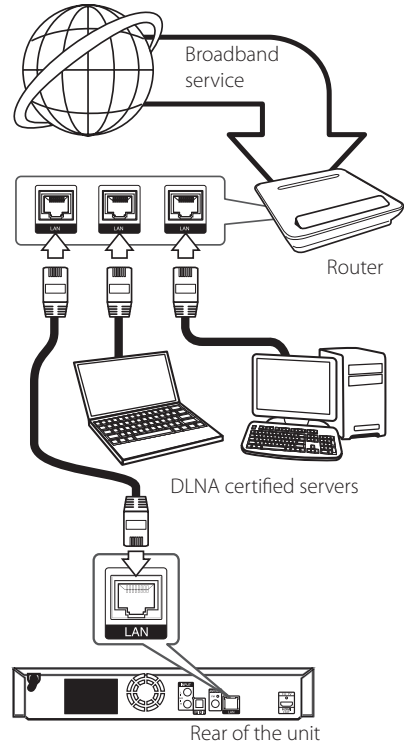 Broadband
service
LAN
LAN
LAN
Router
DLNA certified servers
LAN
Rear of the unit